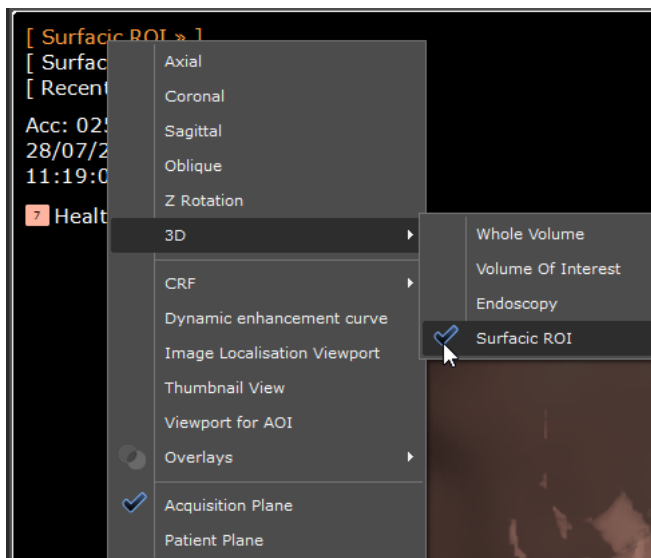 [ Surfacic ROI » ]
[ Surfac
[ Recent
Acc: 025
28/07/2
11:19:0
7 Healt
Axial
Coronal
Sagittal
Oblique
Z Rotation
3D
CRF
Dynamic enhancement curve
Image Localisation Viewport
Thumbnail View
Viewport for AOI
Overlays
Acquisition Plane
Patient Plane
Whole Volume
Volume Of Interest
Endoscopy
Surfacic ROI